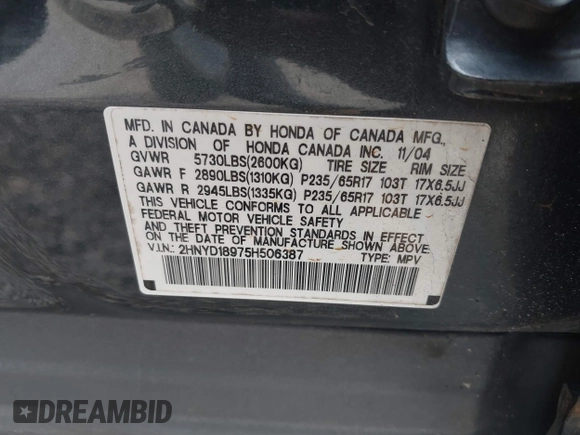 MFD. IN CANADA BY HONDA OF CANADA MFG.,
A DIVISION OF HONDA CANADA INC. 11/04
GVWR 5730LBS(2600KG) TIRE SIZE RIM SIZE
GAWR F 2890LBS(1310KG) P235/65R17 103T 17X6.5JJ
GAWR R 2945LBS(1335KG) P235/65R17 103T 17X6.5JJ
THIS VEHICLE CONFORMS TO ALL APPLICABLE
FEDERAL MOTOR VEHICLE SAFETY
AND THEFT PREVENTION STANDARDS IN EFFECT
ON THE DATE OF MANUFACTURE SHOWN ABOVE.
V.I.N.: 2HNYD18975H506387 TYPE: MPV
DREAMBID